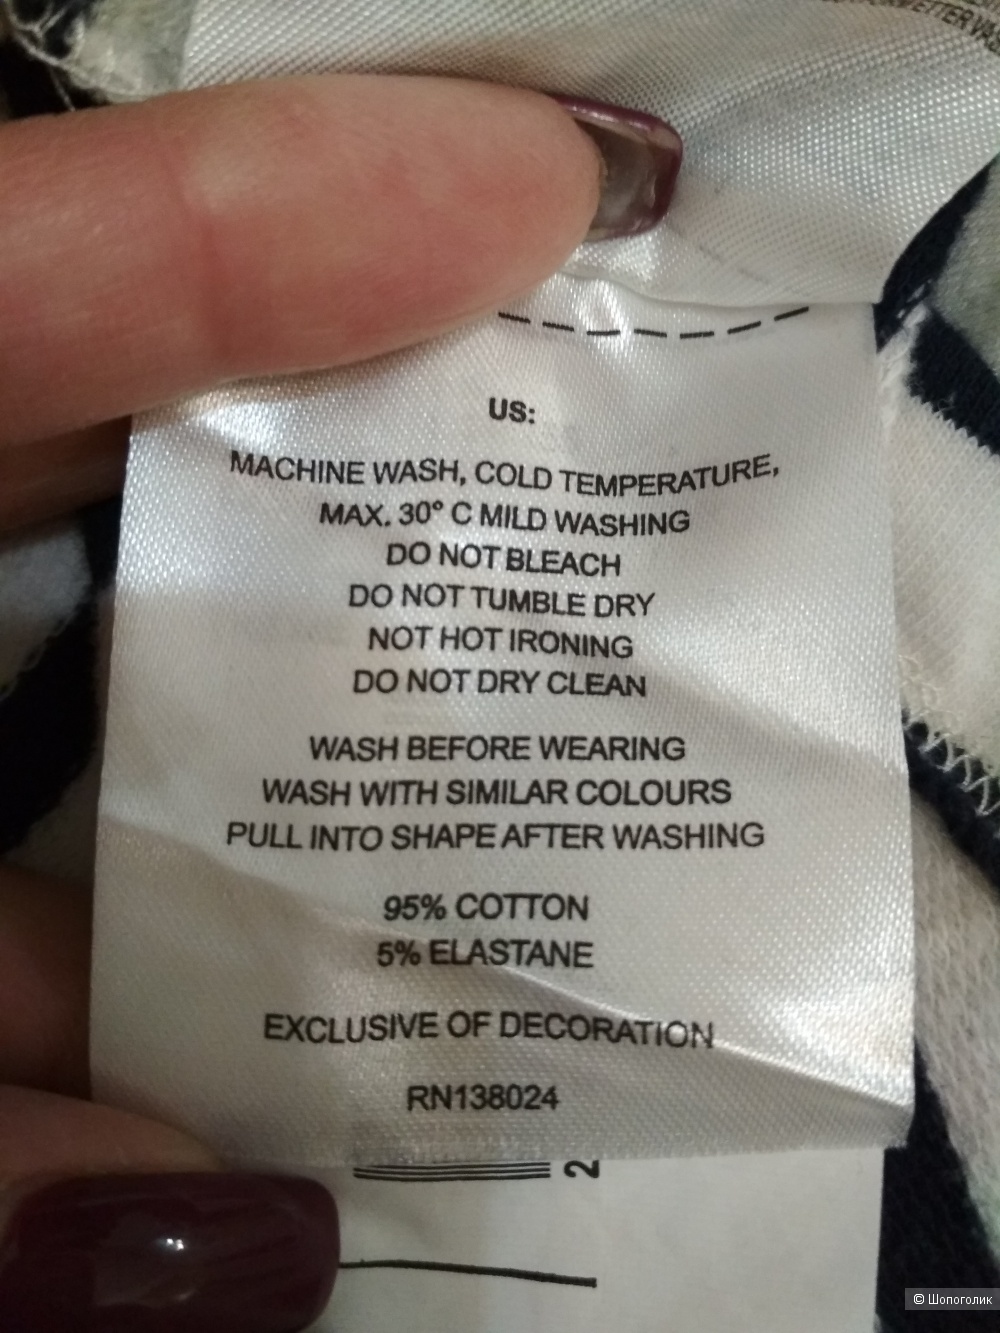 US:
MACHINE WASH, COLD TEMPERATURE,
MAX. 30° C MILD WASHING
DO NOT BLEACH
DO NOT TUMBLE DRY
NOT HOT IRONING
DO NOT DRY CLEAN
WASH BEFORE WEARING
WASH WITH SIMILAR COLOURS
PULL INTO SHAPE AFTER WASHING
95% COTTON
5% ELASTANE
EXCLUSIVE OF DECORATION
RN138024
2
© Шопоголик